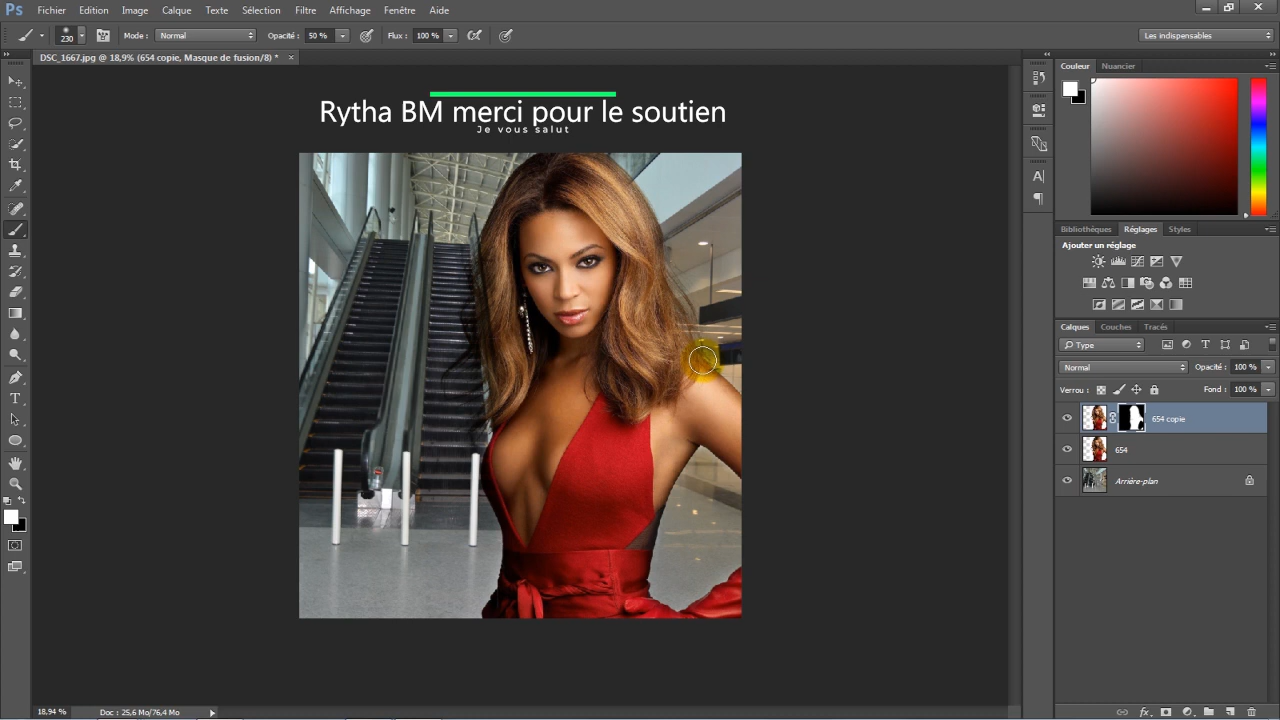 Ps Fichier Edition Image Calque Texte Sélection Filtre Affichage Fenêtre Aide
230 Mode : Normal Opacité : 50 % Flux : 100 % Les indispensables
DSC_1667.jpg @ 18,9% (654 copie, Masque de fusion/8) * ×
Rytha BM merci pour le soutien
Je vous salut
Couleur Nuancier
Bibliothèques Réglages Styles
Ajouter un réglage
Calques Couches Tracés
Type
Normal Opacité : 100 %
Verrou : Fond : 100 %
654 copie
654
Arrière-plan
18,94 % Doc : 25,6 Mo/76,4 Mo